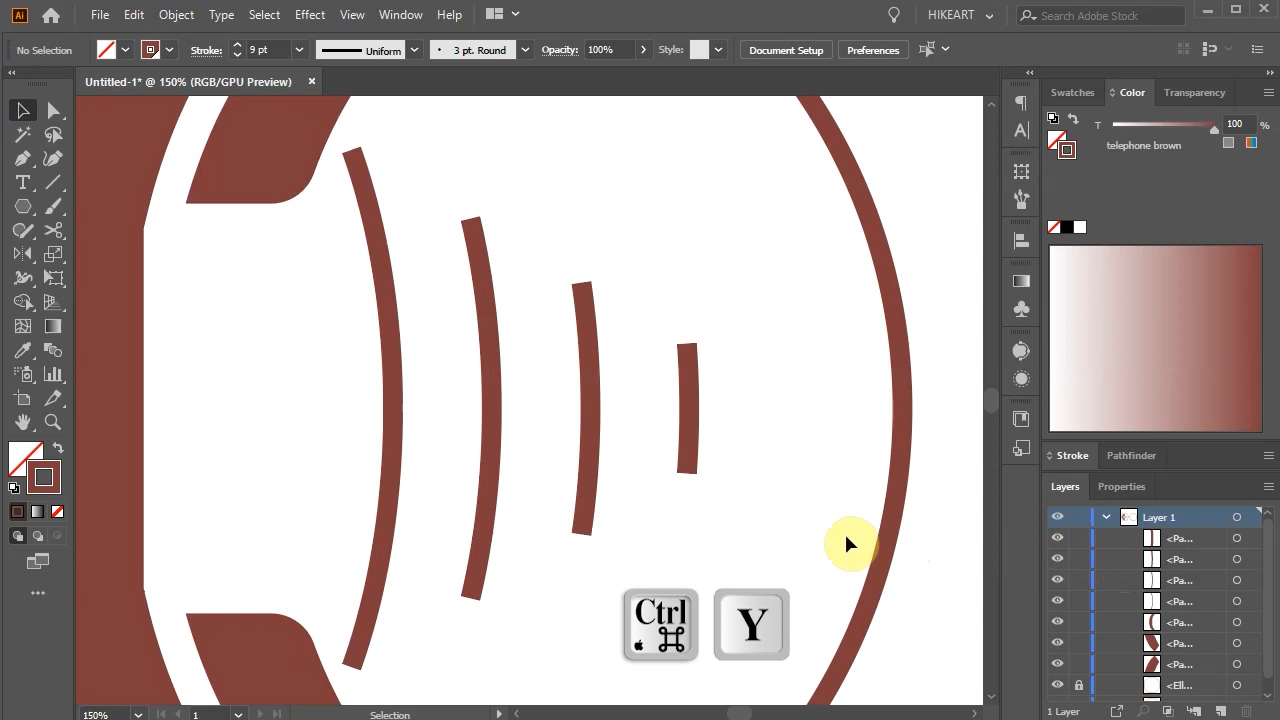 Ai File Edit Object Type Select Effect View Window Help HIKEART Search Adobe Stock
No Selection Stroke: 9 pt Uniform 3 pt. Round Opacity: 100% Style: Document Setup Preferences
Untitled-1* @ 150% (RGB/GPU Preview)
Swatches Color Transparency
T 100 %
telephone brown
Stroke Pathfinder
Layers Properties
Layer 1
<Pa...
<Pa...
<Pa...
<Pa...
<Pa...
<Pa...
<Pa...
<Ell...
Ctrl Y
150% 1 Selection 1 Layer